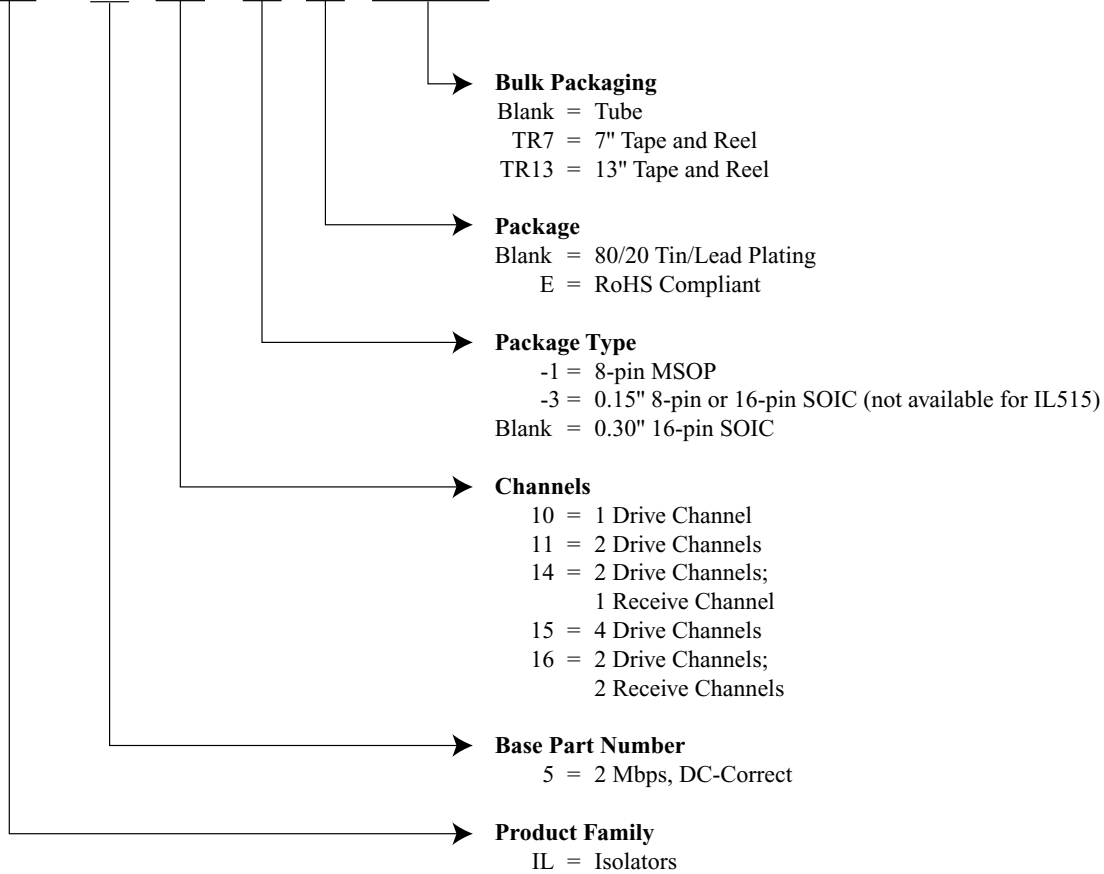 Bulk Packaging
Blank = Tube
TR7 = 7" Tape and Reel
TR13 = 13" Tape and Reel
Package
Blank = 80/20 Tin/Lead Plating
E = RoHS Compliant
Package Type
-1 = 8-pin MSOP
-3 = 0.15" 8-pin or 16-pin SOIC (not available for IL515)
Blank = 0.30" 16-pin SOIC
Channels
10 = 1 Drive Channel
11 = 2 Drive Channels
14 = 2 Drive Channels;
1 Receive Channel
15 = 4 Drive Channels
16 = 2 Drive Channels;
2 Receive Channels
Base Part Number
5 = 2 Mbps, DC-Correct
Product Family
IL = Isolators